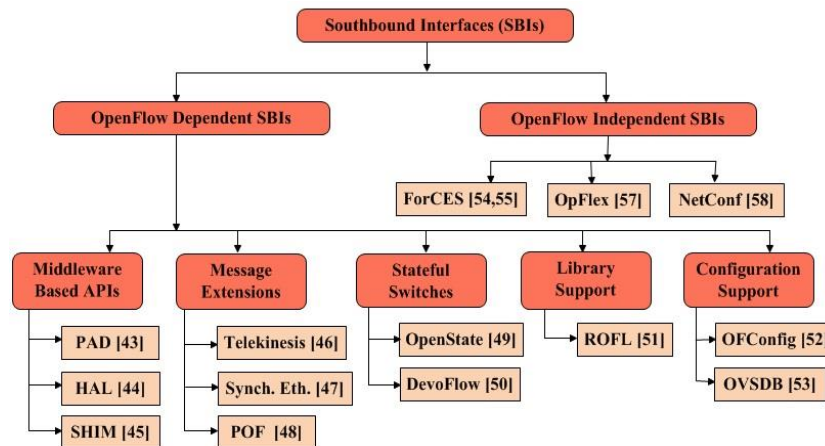 Southbound Interfaces (SBIs)
OpenFlow Dependent SBIs
OpenFlow Independent SBIs
ForCES [54,55]
OpFlex [57]
NetConf [58]
Middleware
Based APIs
Message
Extensions
Stateful
Switches
Library
Support
Configuration
Support
PAD [43]
HAL [44]
SHIM [45]
Telekinesis [46]
Synch. Eth. [47]
POF [48]
OpenState [49]
DevoFlow [50]
ROFL [51]
OFConfig [52]
OVSDB [53]